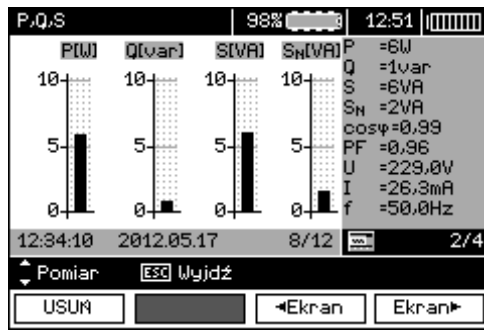 P,Q,S 98% 12:51
P[W] Q[var] S[VA] SN[VA]
10 10 10 10
5 5 5 5
0 0 0 0
P =6W
Q =1var
S =6VA
SN =2VA
cosφ=0,99
PF =0,96
U =229,0V
I =26,3mA
f =50,0Hz
12:34:10 2012.05.17 8/12 2/4
Pomiar ESC Wyjdź
USUŃ ◄Ekran Ekran►